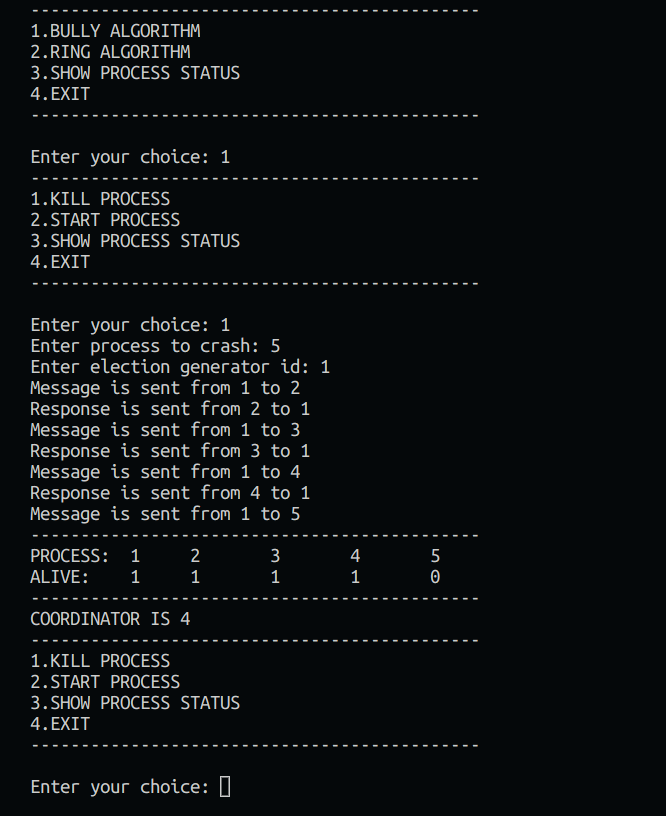 ---------------------------------------------
1.BULLY ALGORITHM
2.RING ALGORITHM
3.SHOW PROCESS STATUS
4.EXIT
---------------------------------------------
Enter your choice: 1
---------------------------------------------
1.KILL PROCESS
2.START PROCESS
3.SHOW PROCESS STATUS
4.EXIT
---------------------------------------------
Enter your choice: 1
Enter process to crash: 5
Enter election generator id: 1
Message is sent from 1 to 2
Response is sent from 2 to 1
Message is sent from 1 to 3
Response is sent from 3 to 1
Message is sent from 1 to 4
Response is sent from 4 to 1
Message is sent from 1 to 5
---------------------------------------------
PROCESS:  1     2       3       4       5
ALIVE:    1     1       1       1       0
---------------------------------------------
COORDINATOR IS 4
---------------------------------------------
1.KILL PROCESS
2.START PROCESS
3.SHOW PROCESS STATUS
4.EXIT
---------------------------------------------
Enter your choice: